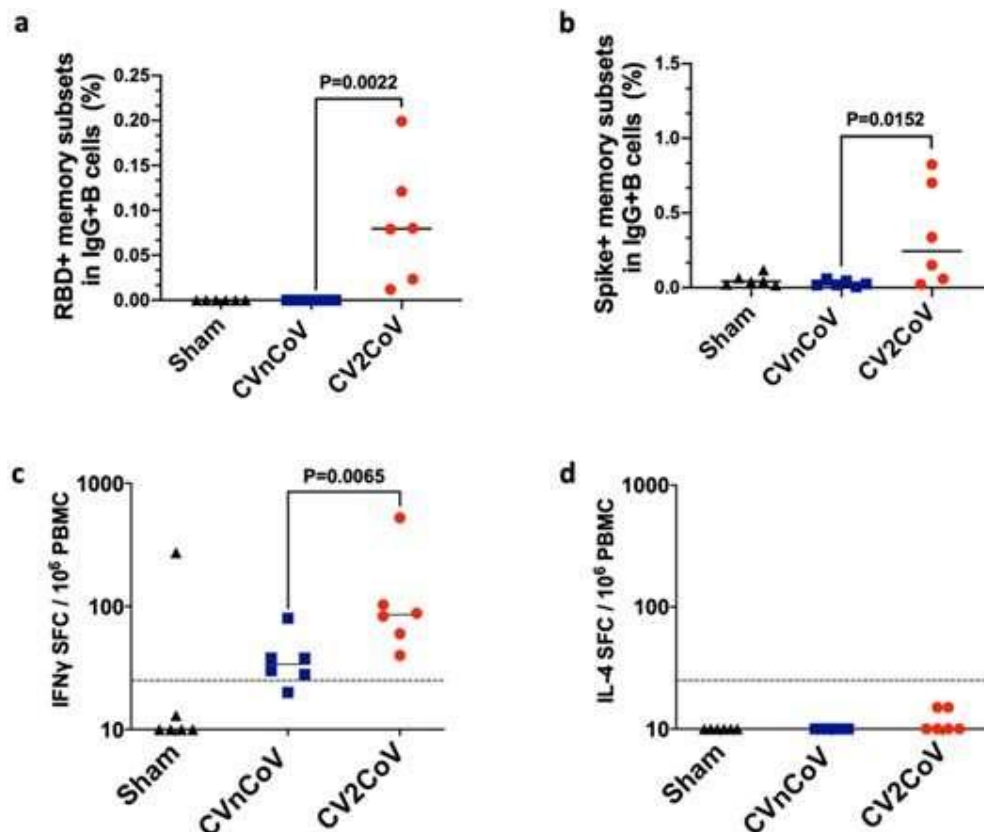 a
RBD+ memory subsets
in IgG+B cells (%)
0.25
0.20
0.15
0.10
0.05
0.00
P=0.0022
Sham
CVnCoV
CV2CoV
b
Spike+ memory subsets
in IgG+B cells (%)
1.5
1.0
0.5
0.0
P=0.0152
Sham
CVnCoV
CV2CoV
c
IFNγ SFC / 10⁶ PBMC
1000
100
10
P=0.0065
Sham
CVnCoV
CV2CoV
d
IL-4 SFC / 10⁶ PBMC
1000
100
10
Sham
CVnCoV
CV2CoV